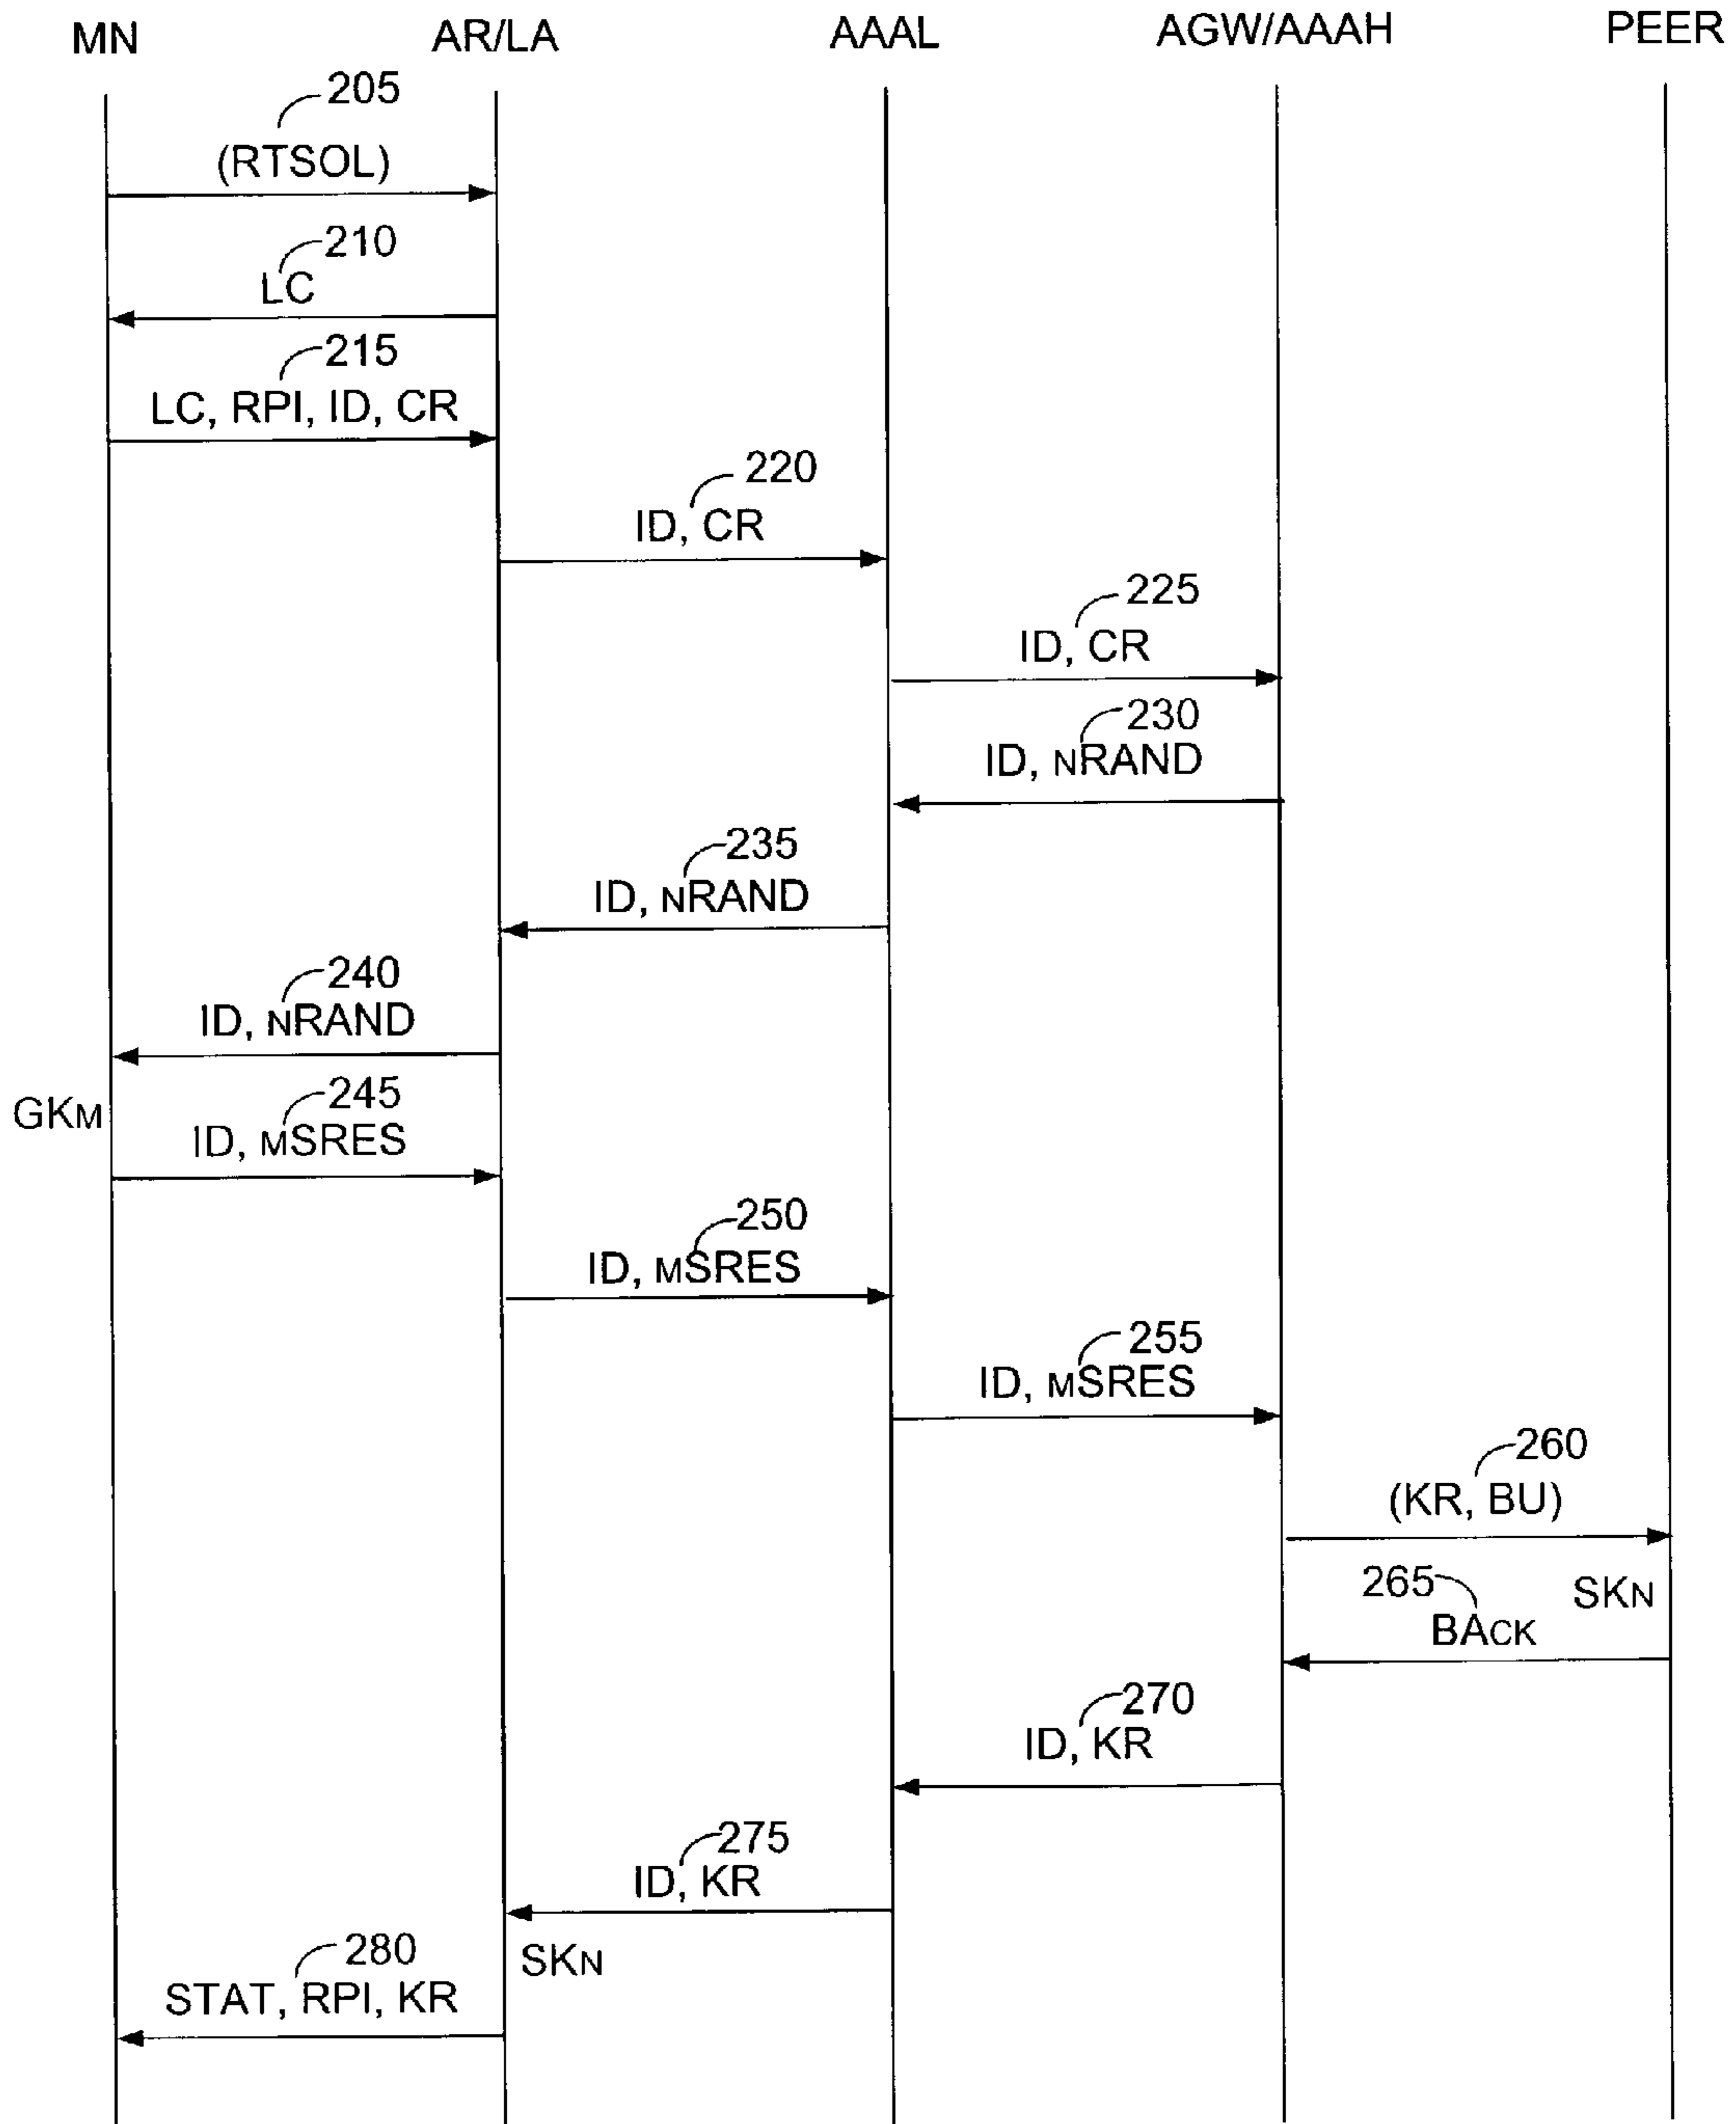 MN AR/LA AAAL AGW/AAAH PEER
205
(RTSOL)
210
LC
215
LC, RPI, ID, CR
220
ID, CR
225
ID, CR
230
ID, NRAND
235
ID, NRAND
240
ID, NRAND
GKM
245
ID, MSRES
250
ID, MSRES
255
ID, MSRES
260
(KR, BU)
265
SKN
BACK
270
ID, KR
275
ID, KR
SKN
280
STAT, RPI, KR